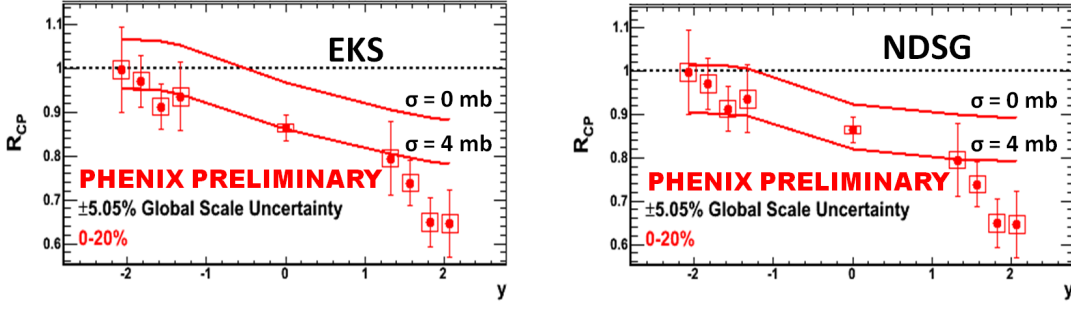 1.1
1
0.9
0.8
0.7
0.6
R_CP
EKS
σ = 0 mb
σ = 4 mb
PHENIX PRELIMINARY
±5.05% Global Scale Uncertainty
0-20%
-2 -1 0 1 2
y
1.1
1
0.9
0.8
0.7
0.6
R_CP
NDSG
σ = 0 mb
σ = 4 mb
PHENIX PRELIMINARY
±5.05% Global Scale Uncertainty
0-20%
-2 -1 0 1 2
y